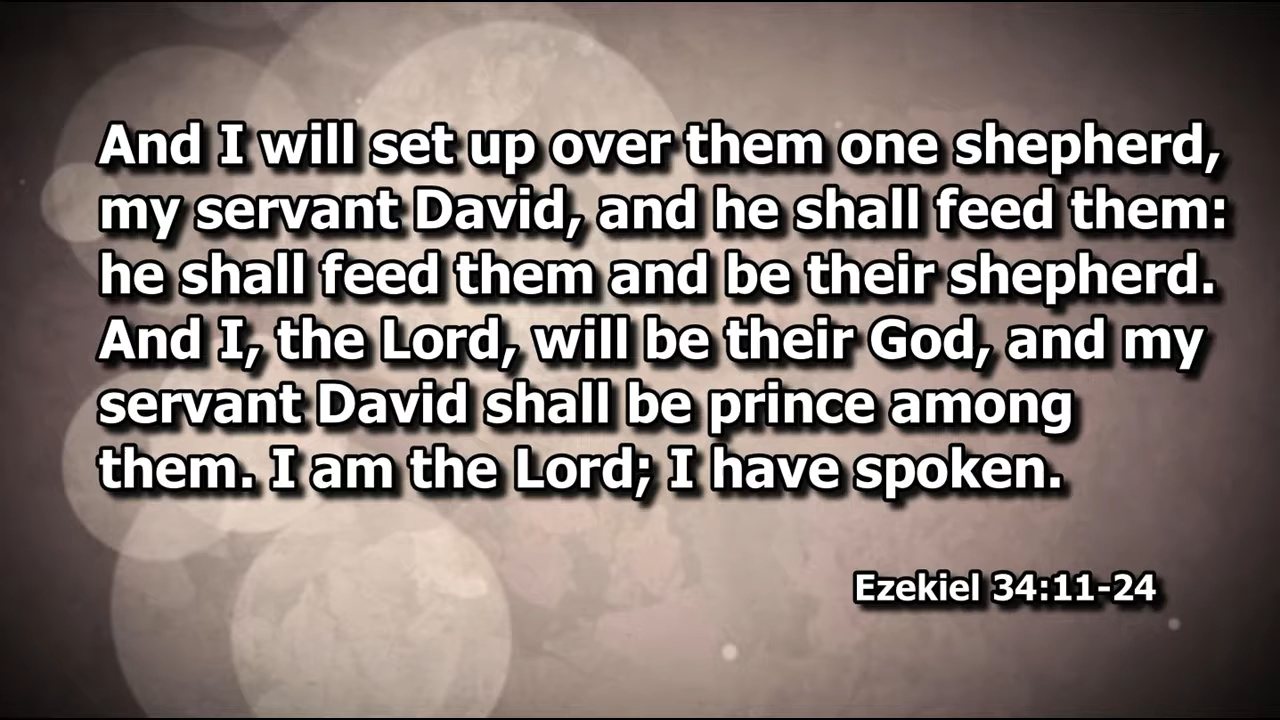 And I will set up over them one shepherd,
my servant David, and he shall feed them:
he shall feed them and be their shepherd.
And I, the Lord, will be their God, and my
servant David shall be prince among
them. I am the Lord; I have spoken.
Ezekiel 34:11-24